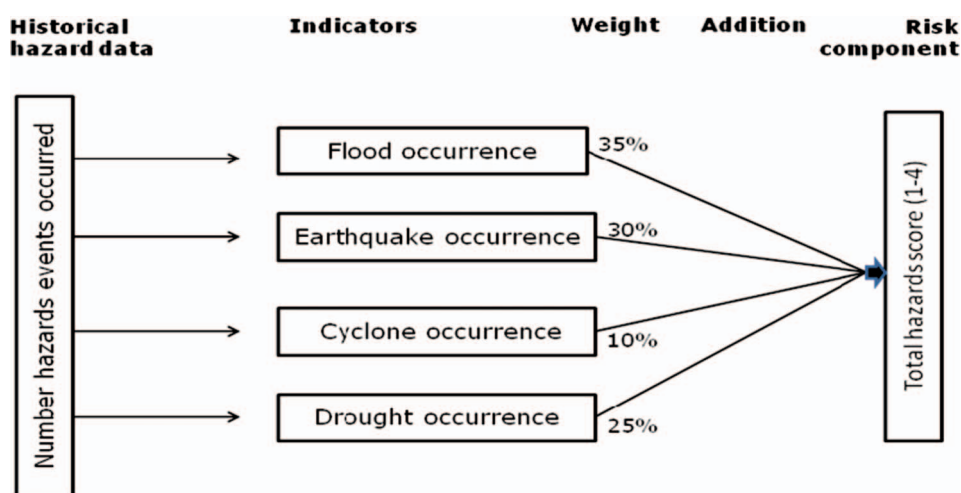 Historical
hazard data
Indicators
Weight
Addition
Risk
component
Number hazards events occurred
Flood occurrence
35%
Earthquake occurrence
30%
Cyclone occurrence
10%
Drought occurrence
25%
Total hazards score (1-4)